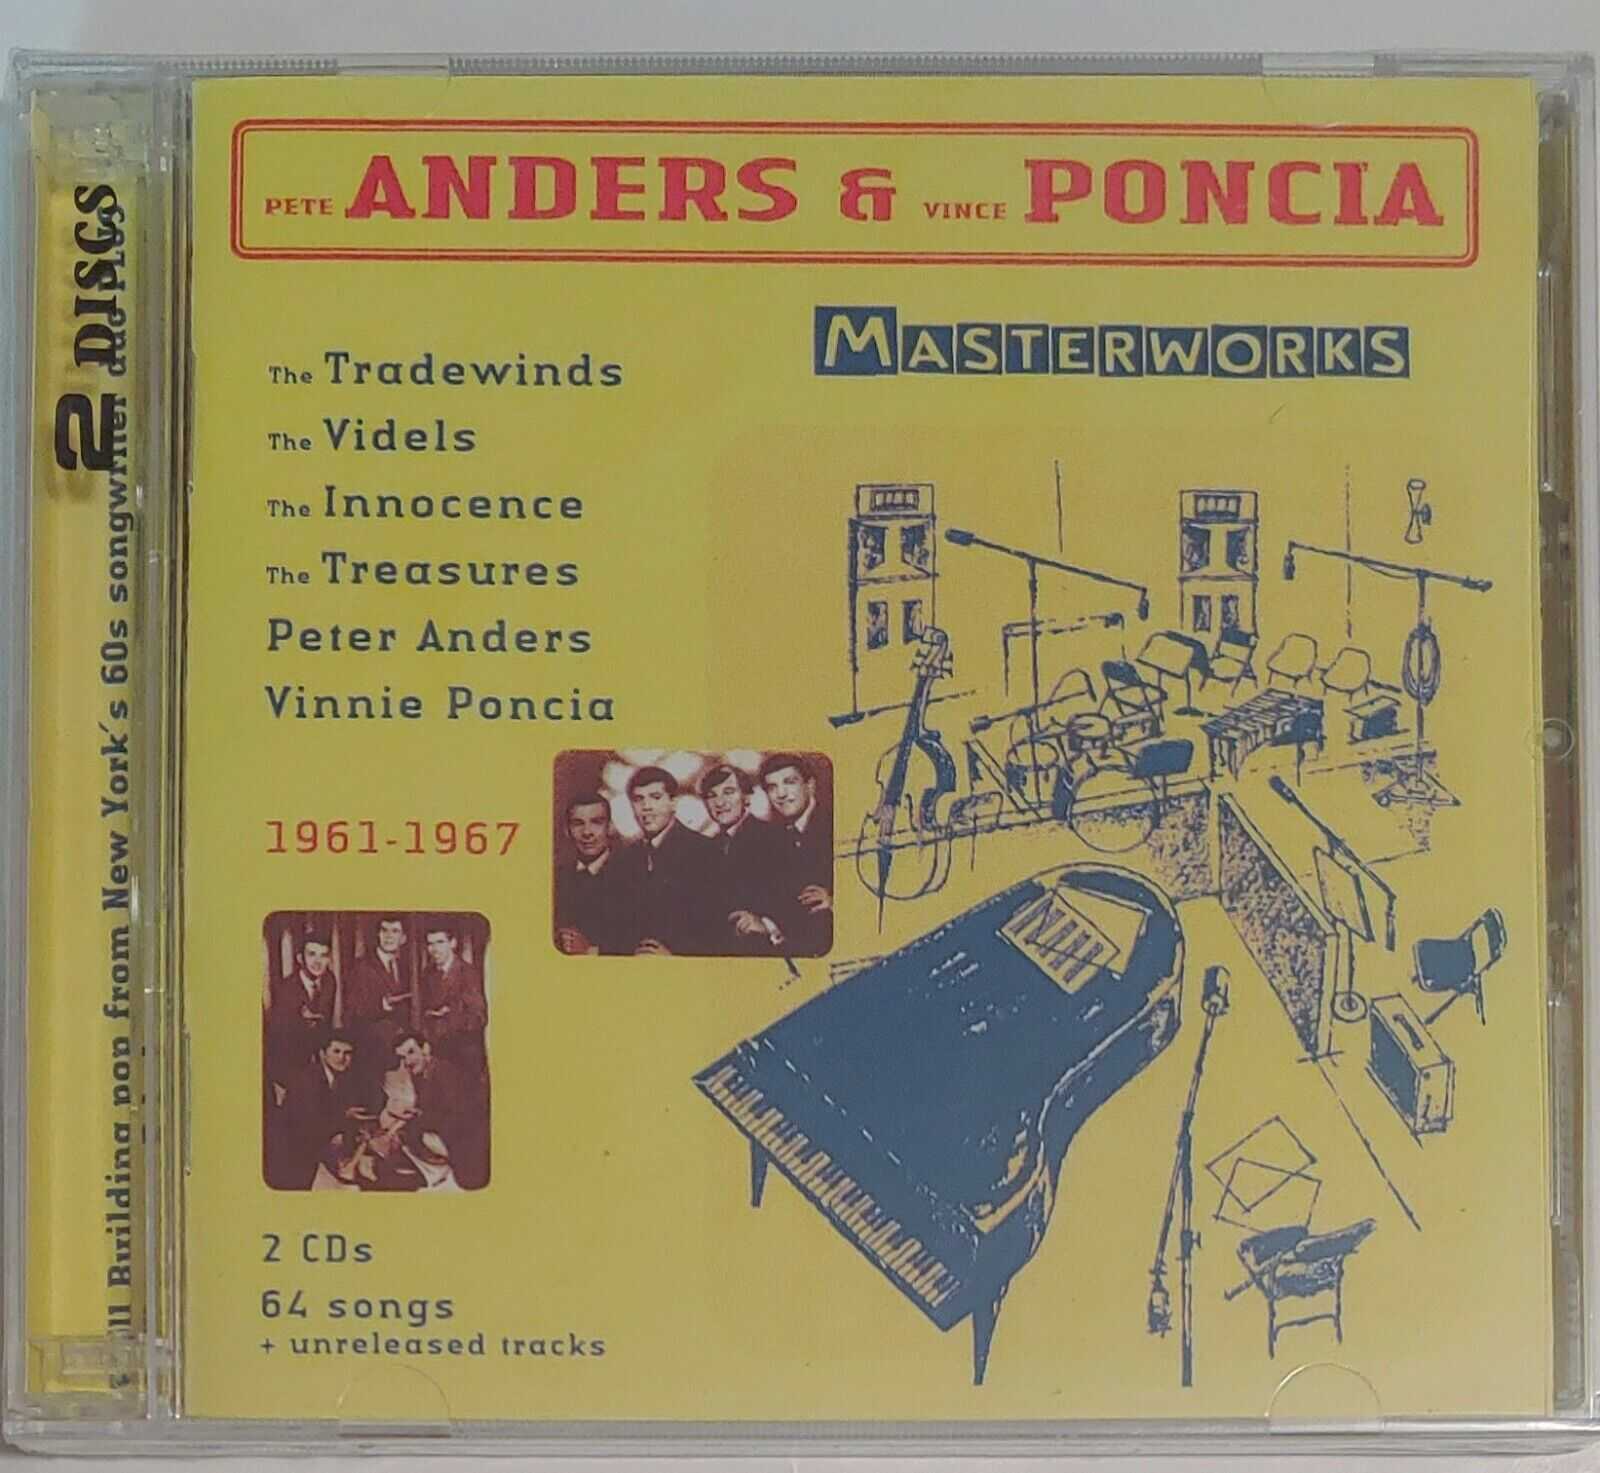 PETE ANDERS & VINCE PONCIA
MASTERWORKS
The Tradewinds
The Videls
The Innocence
The Treasures
Peter Anders
Vinnie Poncia
1961-1967
2 CDs
64 songs
+ unreleased tracks
2 DISCS
ll Building pop from New York´s 60s songwriter duo